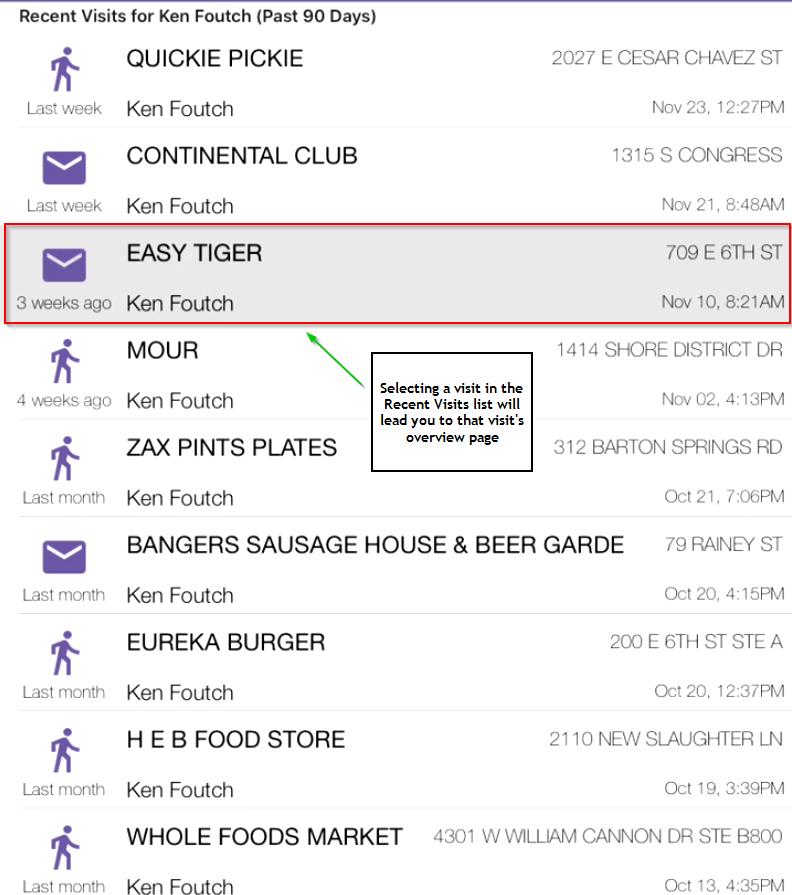 Recent Visits for Ken Foutch (Past 90 Days)
QUICKIE PICKIE 2027 E CESAR CHAVEZ ST
Last week Ken Foutch Nov 23, 12:27PM
CONTINENTAL CLUB 1315 S CONGRESS
Last week Ken Foutch Nov 21, 8:48AM
EASY TIGER 709 E 6TH ST
3 weeks ago Ken Foutch Nov 10, 8:21AM
MOUR 1414 SHORE DISTRICT DR
4 weeks ago Ken Foutch Nov 02, 4:13PM
Selecting a visit in the
Recent Visits list will
lead you to that visit's
overview page
ZAX PINTS PLATES 312 BARTON SPRINGS RD
Last month Ken Foutch Oct 21, 7:06PM
BANGERS SAUSAGE HOUSE & BEER GARDE 79 RAINEY ST
Last month Ken Foutch Oct 20, 4:15PM
EUREKA BURGER 200 E 6TH ST STE A
Last month Ken Foutch Oct 20, 12:37PM
H E B FOOD STORE 2110 NEW SLAUGHTER LN
Last month Ken Foutch Oct 19, 3:39PM
WHOLE FOODS MARKET 4301 W WILLIAM CANNON DR STE B800
Last month Ken Foutch Oct 13, 4:35PM